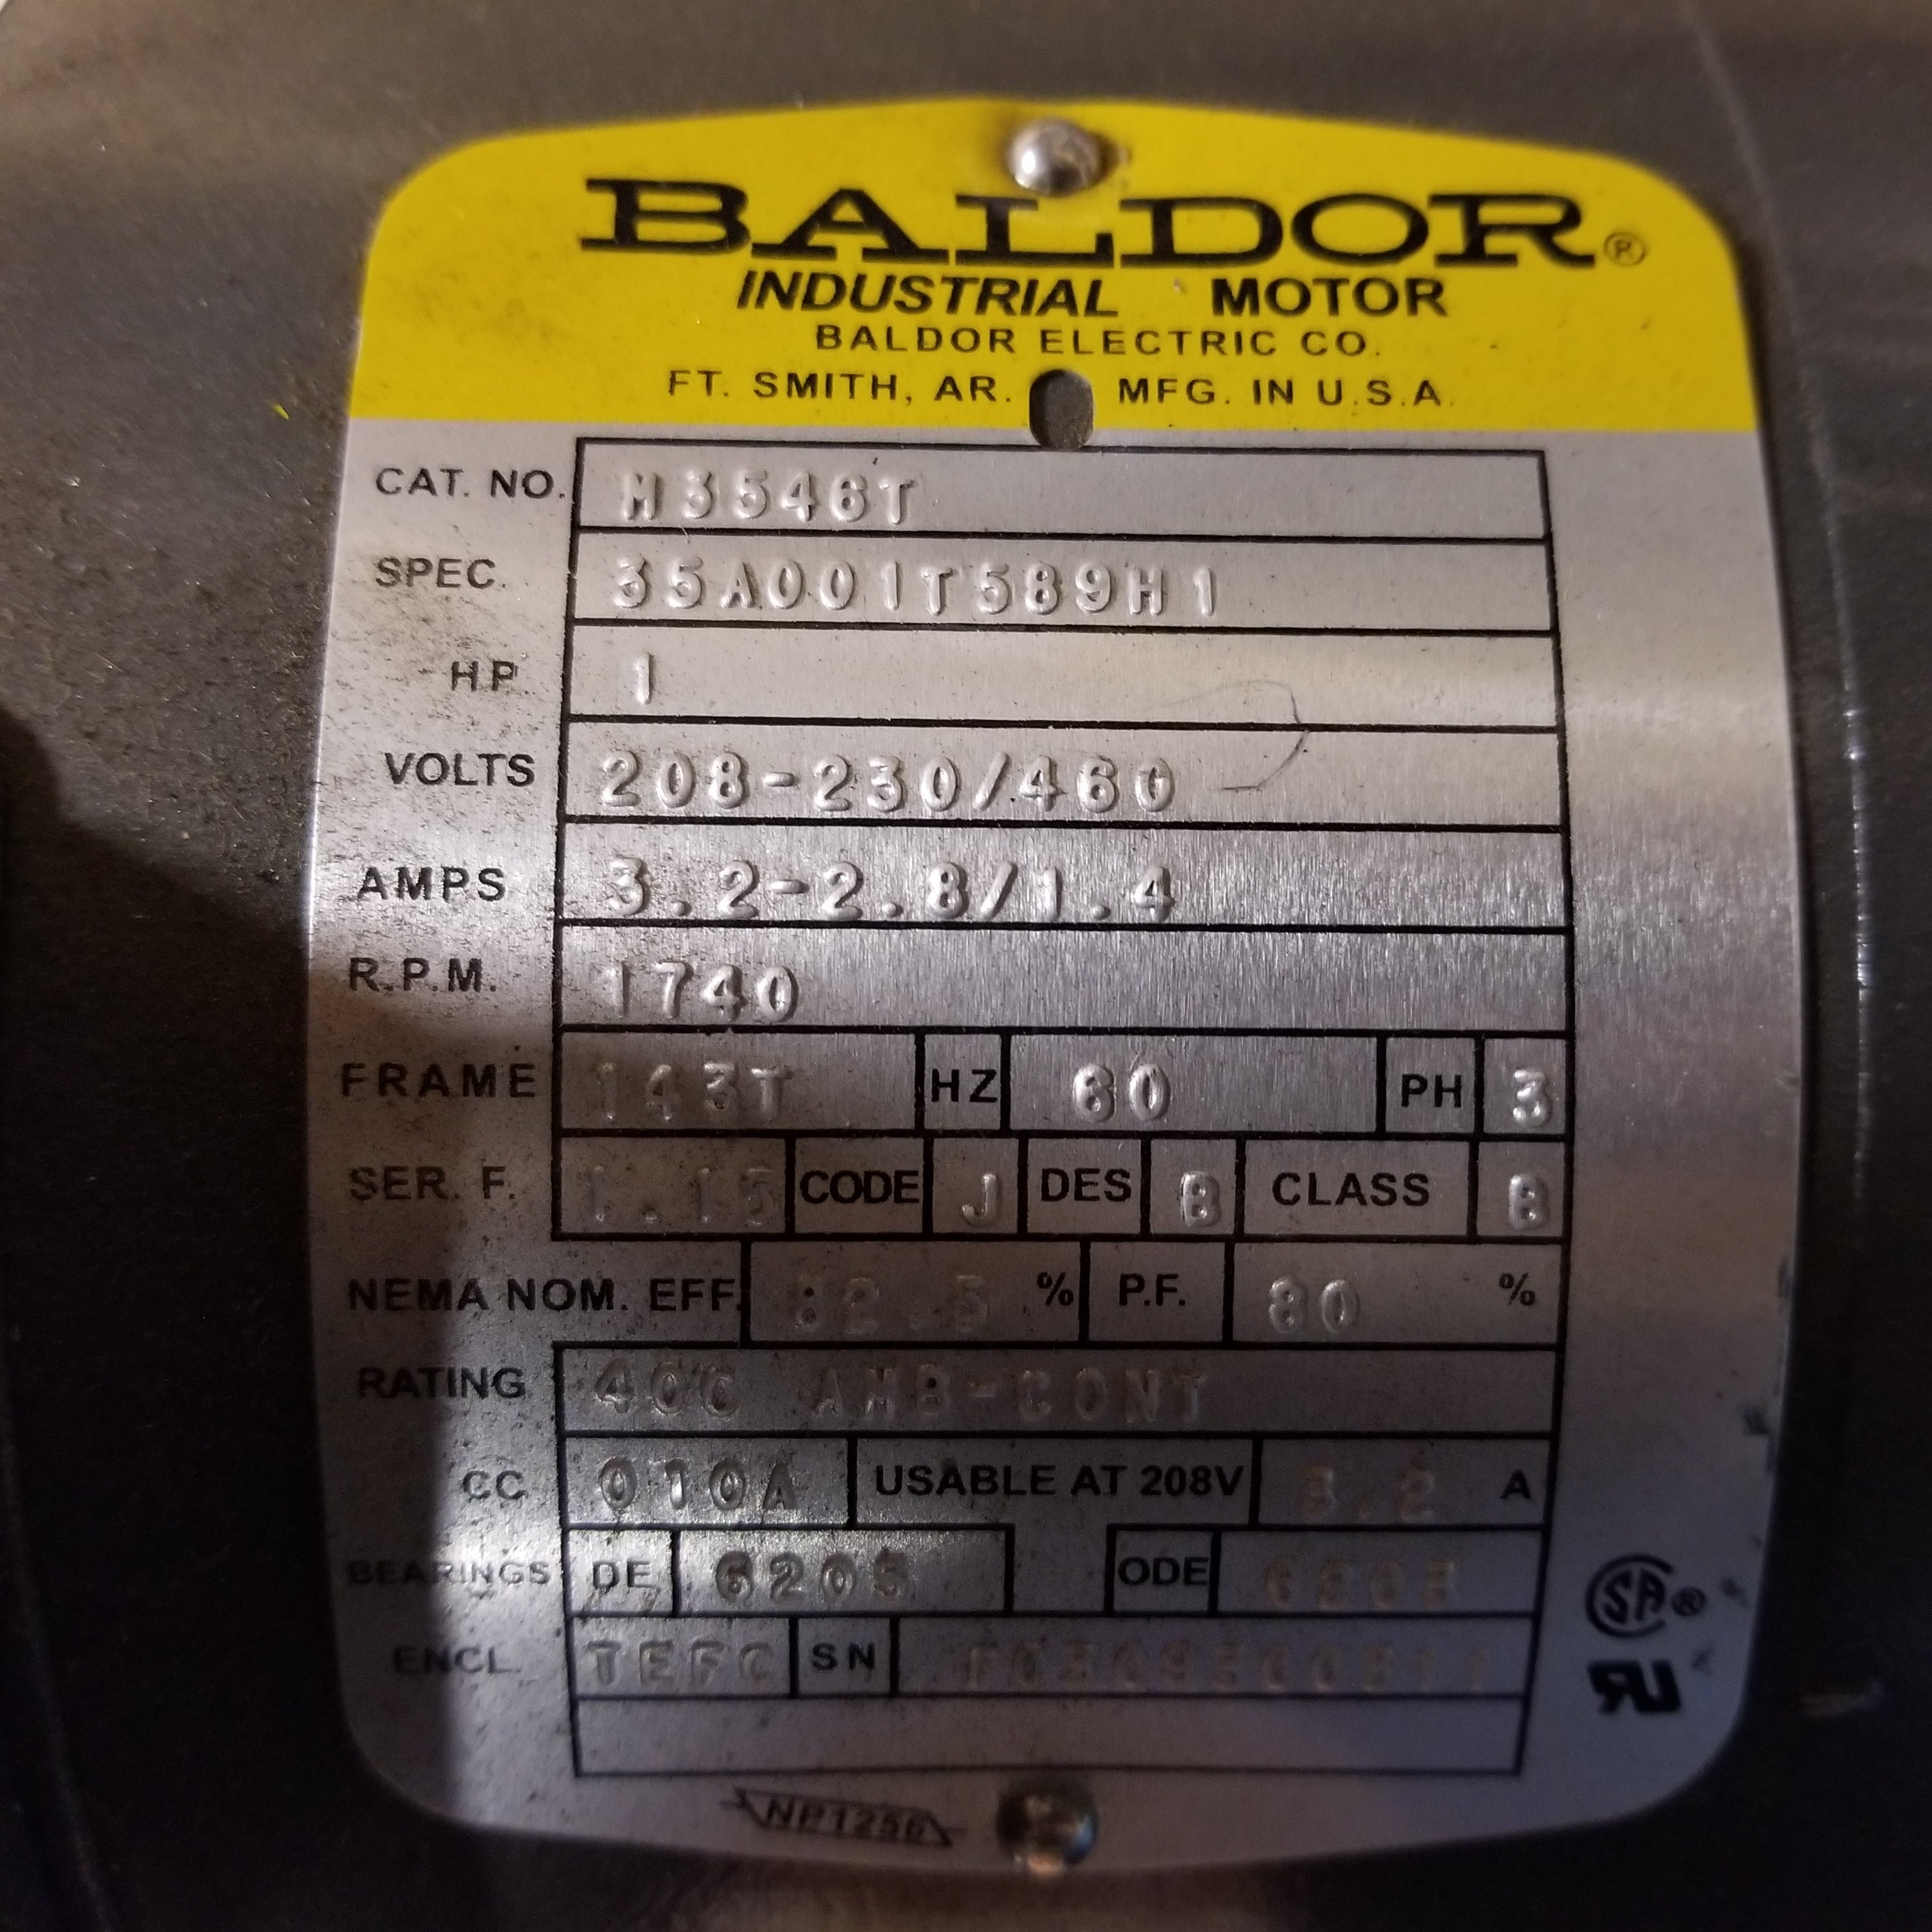 BALDOR®
INDUSTRIAL MOTOR
BALDOR ELECTRIC CO.
FT. SMITH, AR. MFG. IN U.S.A.
CAT. NO. M3546T
SPEC. 35A001T589H1
HP 1
VOLTS 208-230/460
AMPS 3.2-2.8/1.4
R.P.M. 1740
FRAME 143T HZ 60 PH 3
SER. F. 1.15 CODE J DES B CLASS B
NEMA NOM. EFF. 82.5 % P.F. 80 %
RATING 40C AMB-CONT
CC 010A USABLE AT 208V 3.2 A
BEARINGS DE 6205 ODE 6203
ENCL. TEFC SN
SA®
RU
NP1256